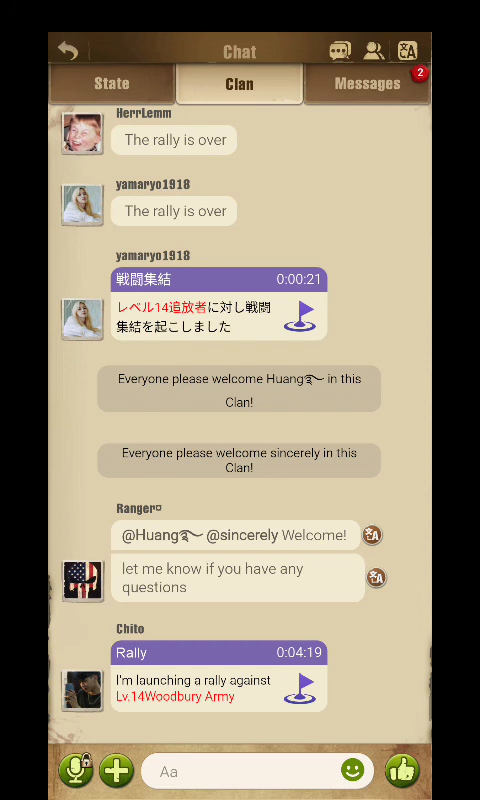 Chat
State
Clan
Messages
2
HerrLemm
The rally is over
yamaryo1918
The rally is over
yamaryo1918
戦闘集結 0:00:21
レベル14追放者に対し戦闘
集結を起こしました
Everyone please welcome Huang࿐ in this
Clan!
Everyone please welcome sincerely in this
Clan!
Ranger¤
@Huang࿐ @sincerely Welcome!
let me know if you have any
questions
Chito
Rally 0:04:19
I'm launching a rally against
Lv.14Woodbury Army
Aa